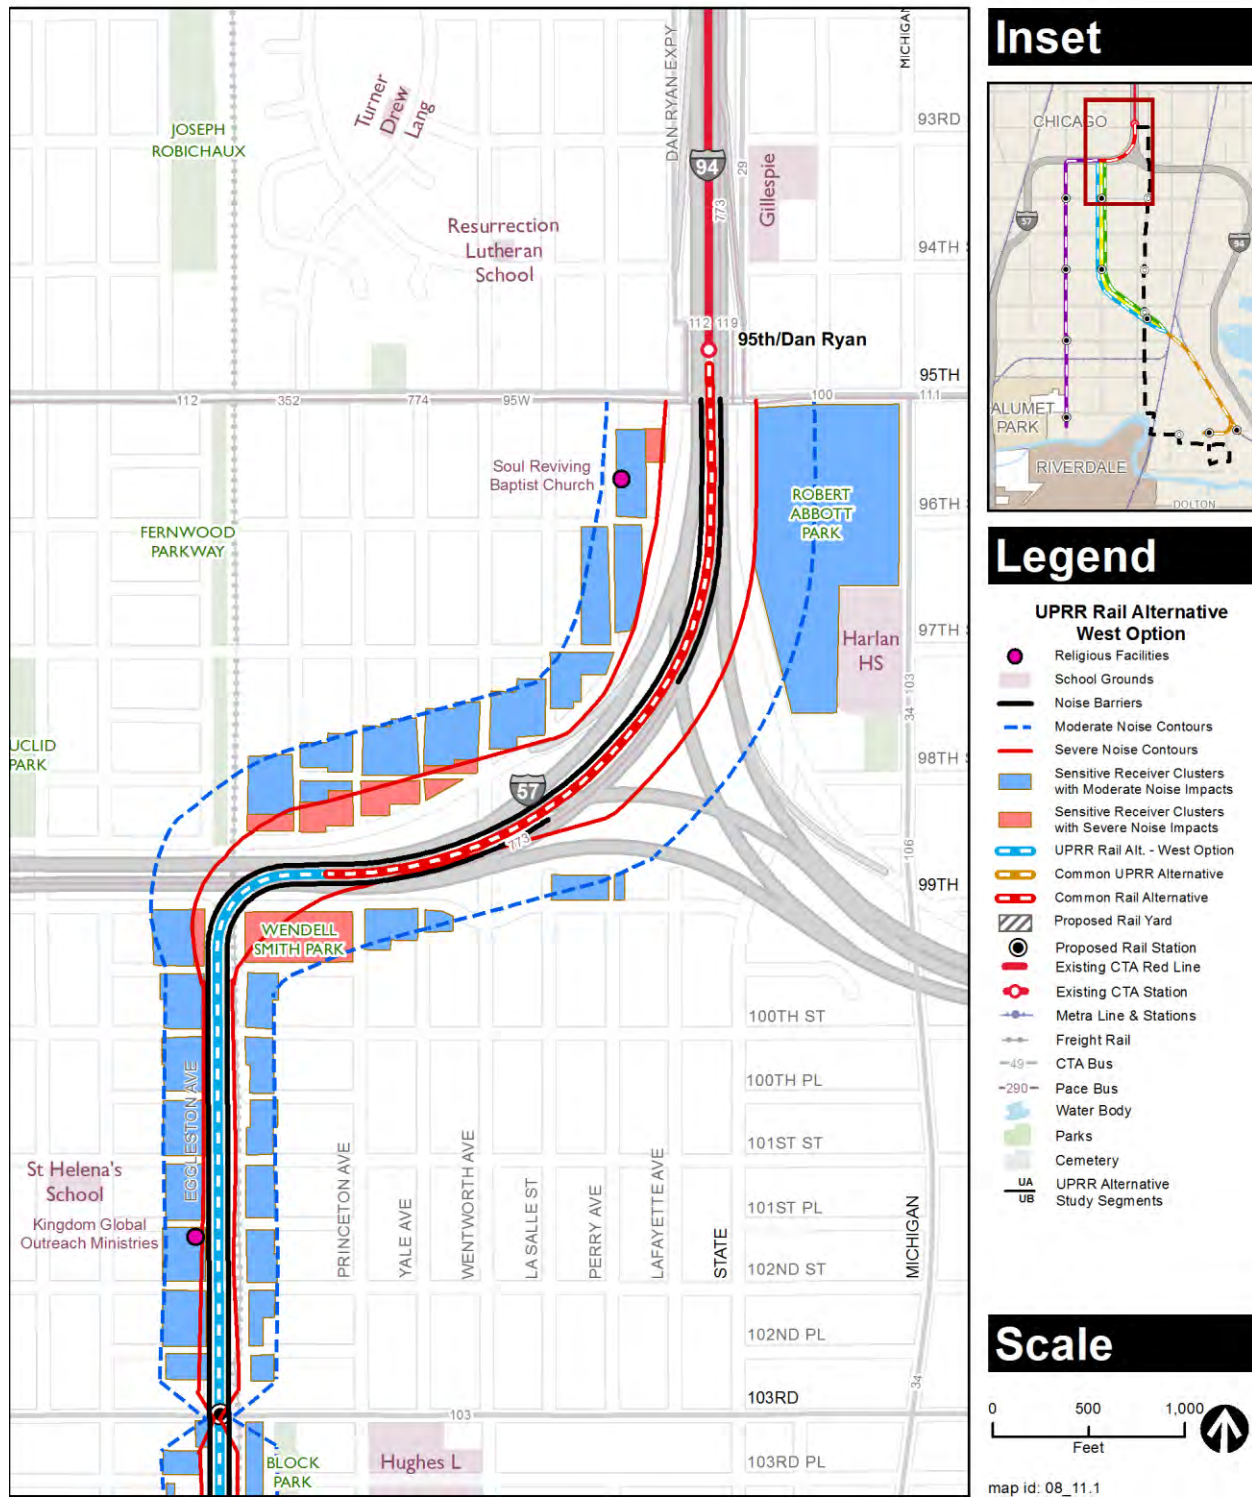 MICHIGAN
DAN RYAN EXPY
Turner
Drew
Lang
JOSEPH
ROBICHAUX
93RD
94
29
773
Gillespie
Resurrection
Lutheran
School
94TH S
112
119
95th/Dan Ryan
95TH
112
352
774
95W
100
111
Soul Reviving
Baptist Church
ROBERT
ABBOTT
PARK
96TH S
FERNWOOD
PARKWAY
97TH S
Harlan
HS
103
34
UCLID
PARK
98TH S
57
773
106
99TH
WENDELL
SMITH PARK
100TH ST
EGGLESTON AVE
100TH PL
101ST ST
St Helena's
School
101ST PL
Kingdom Global
Outreach Ministries
PRINCETON AVE
YALE AVE
WENTWORTH AVE
LA SALLE ST
PERRY AVE
LAFAYETTE AVE
STATE
MICHIGAN
102ND ST
102ND PL
34
103RD
103
BLOCK
PARK
Hughes L
103RD PL
Inset
CHICAGO
57
94
ALUMET
PARK
RIVERDALE
DOLTON
Legend
UPRR Rail Alternative
West Option
Religious Facilities
School Grounds
Noise Barriers
Moderate Noise Contours
Severe Noise Contours
Sensitive Receiver Clusters
with Moderate Noise Impacts
Sensitive Receiver Clusters
with Severe Noise Impacts
UPRR Rail Alt. - West Option
Common UPRR Alternative
Common Rail Alternative
Proposed Rail Yard
Proposed Rail Station
Existing CTA Red Line
Existing CTA Station
Metra Line & Stations
Freight Rail
49 CTA Bus
290 Pace Bus
Water Body
Parks
Cemetery
UA
UB
UPRR Alternative
Study Segments
Scale
0 500 1,000
Feet
map id: 08_11.1